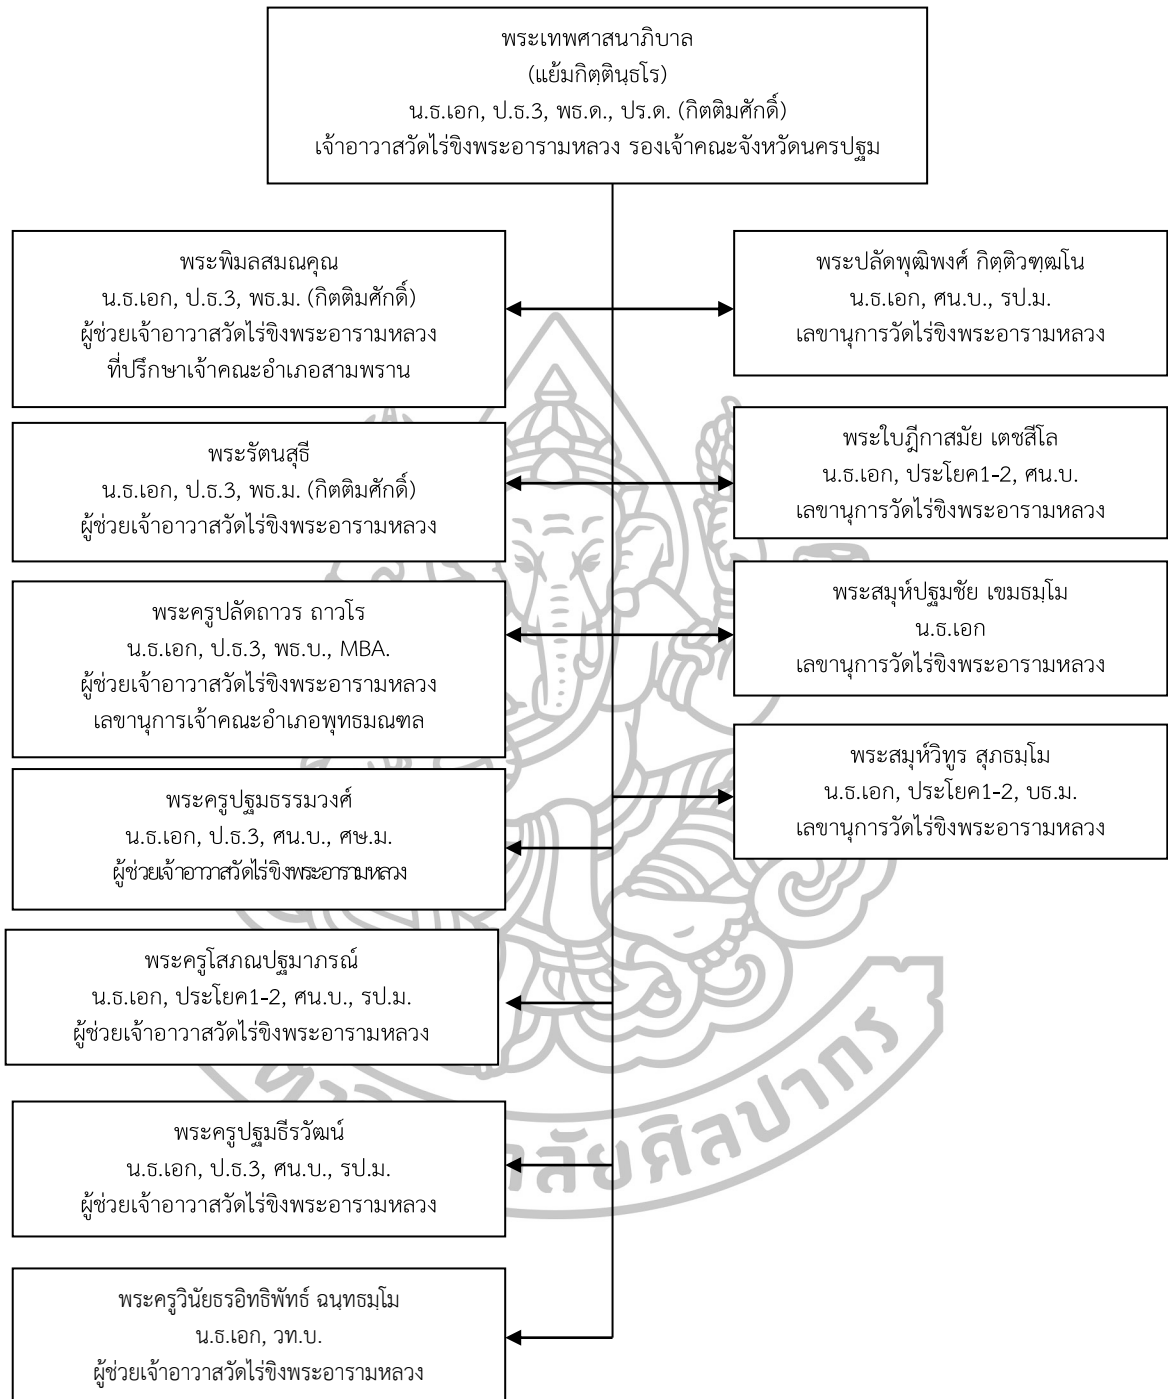 พระเทพศาสนาภิบาล
(แย้มกิตฺตินฺธโร)
น.ธ.เอก, ป.ธ.3, พธ.ด., ปร.ด. (กิตติมศักดิ์)
เจ้าอาวาสวัดไร่ขิงพระอารามหลวง รองเจ้าคณะจังหวัดนครปฐม
พระพิมลสมณคุณ
น.ธ.เอก, ป.ธ.3, พธ.ม. (กิตติมศักดิ์)
ผู้ช่วยเจ้าอาวาสวัดไร่ขิงพระอารามหลวง
ที่ปรึกษาเจ้าคณะอำเภอสามพราน
พระปลัดพุฒิพงศ์ กิตฺติวฑฺฒโน
น.ธ.เอก, ศน.บ., รป.ม.
เลขานุการวัดไร่ขิงพระอารามหลวง
พระรัตนสุธี
น.ธ.เอก, ป.ธ.3, พธ.ม. (กิตติมศักดิ์)
ผู้ช่วยเจ้าอาวาสวัดไร่ขิงพระอารามหลวง
พระใบฎีกาสมัย เตชสีโล
น.ธ.เอก, ประโยค1-2, ศน.บ.
เลขานุการวัดไร่ขิงพระอารามหลวง
พระครูปลัดถาวร ถาวโร
น.ธ.เอก, ป.ธ.3, พธ.บ., MBA.
ผู้ช่วยเจ้าอาวาสวัดไร่ขิงพระอารามหลวง
เลขานุการเจ้าคณะอำเภอพุทธมณฑล
พระสมุห์ปฐมชัย เขมธมฺโม
น.ธ.เอก
เลขานุการวัดไร่ขิงพระอารามหลวง
พระครูปฐมธรรมวงศ์
น.ธ.เอก, ป.ธ.3, ศน.บ., ศษ.ม.
ผู้ช่วยเจ้าอาวาสวัดไร่ขิงพระอารามหลวง
พระสมุห์วิทูร สุภธมฺโม
น.ธ.เอก, ประโยค1-2, บธ.ม.
เลขานุการวัดไร่ขิงพระอารามหลวง
พระครูโสภณปฐมาภรณ์
น.ธ.เอก, ประโยค1-2, ศน.บ., รป.ม.
ผู้ช่วยเจ้าอาวาสวัดไร่ขิงพระอารามหลวง
พระครูปฐมธีรวัฒน์
น.ธ.เอก, ป.ธ.3, ศน.บ., รป.ม.
ผู้ช่วยเจ้าอาวาสวัดไร่ขิงพระอารามหลวง
พระครูวินัยธรอิทธิพัทธ์ ฉนฺทธมฺโม
น.ธ.เอก, วท.บ.
ผู้ช่วยเจ้าอาวาสวัดไร่ขิงพระอารามหลวง